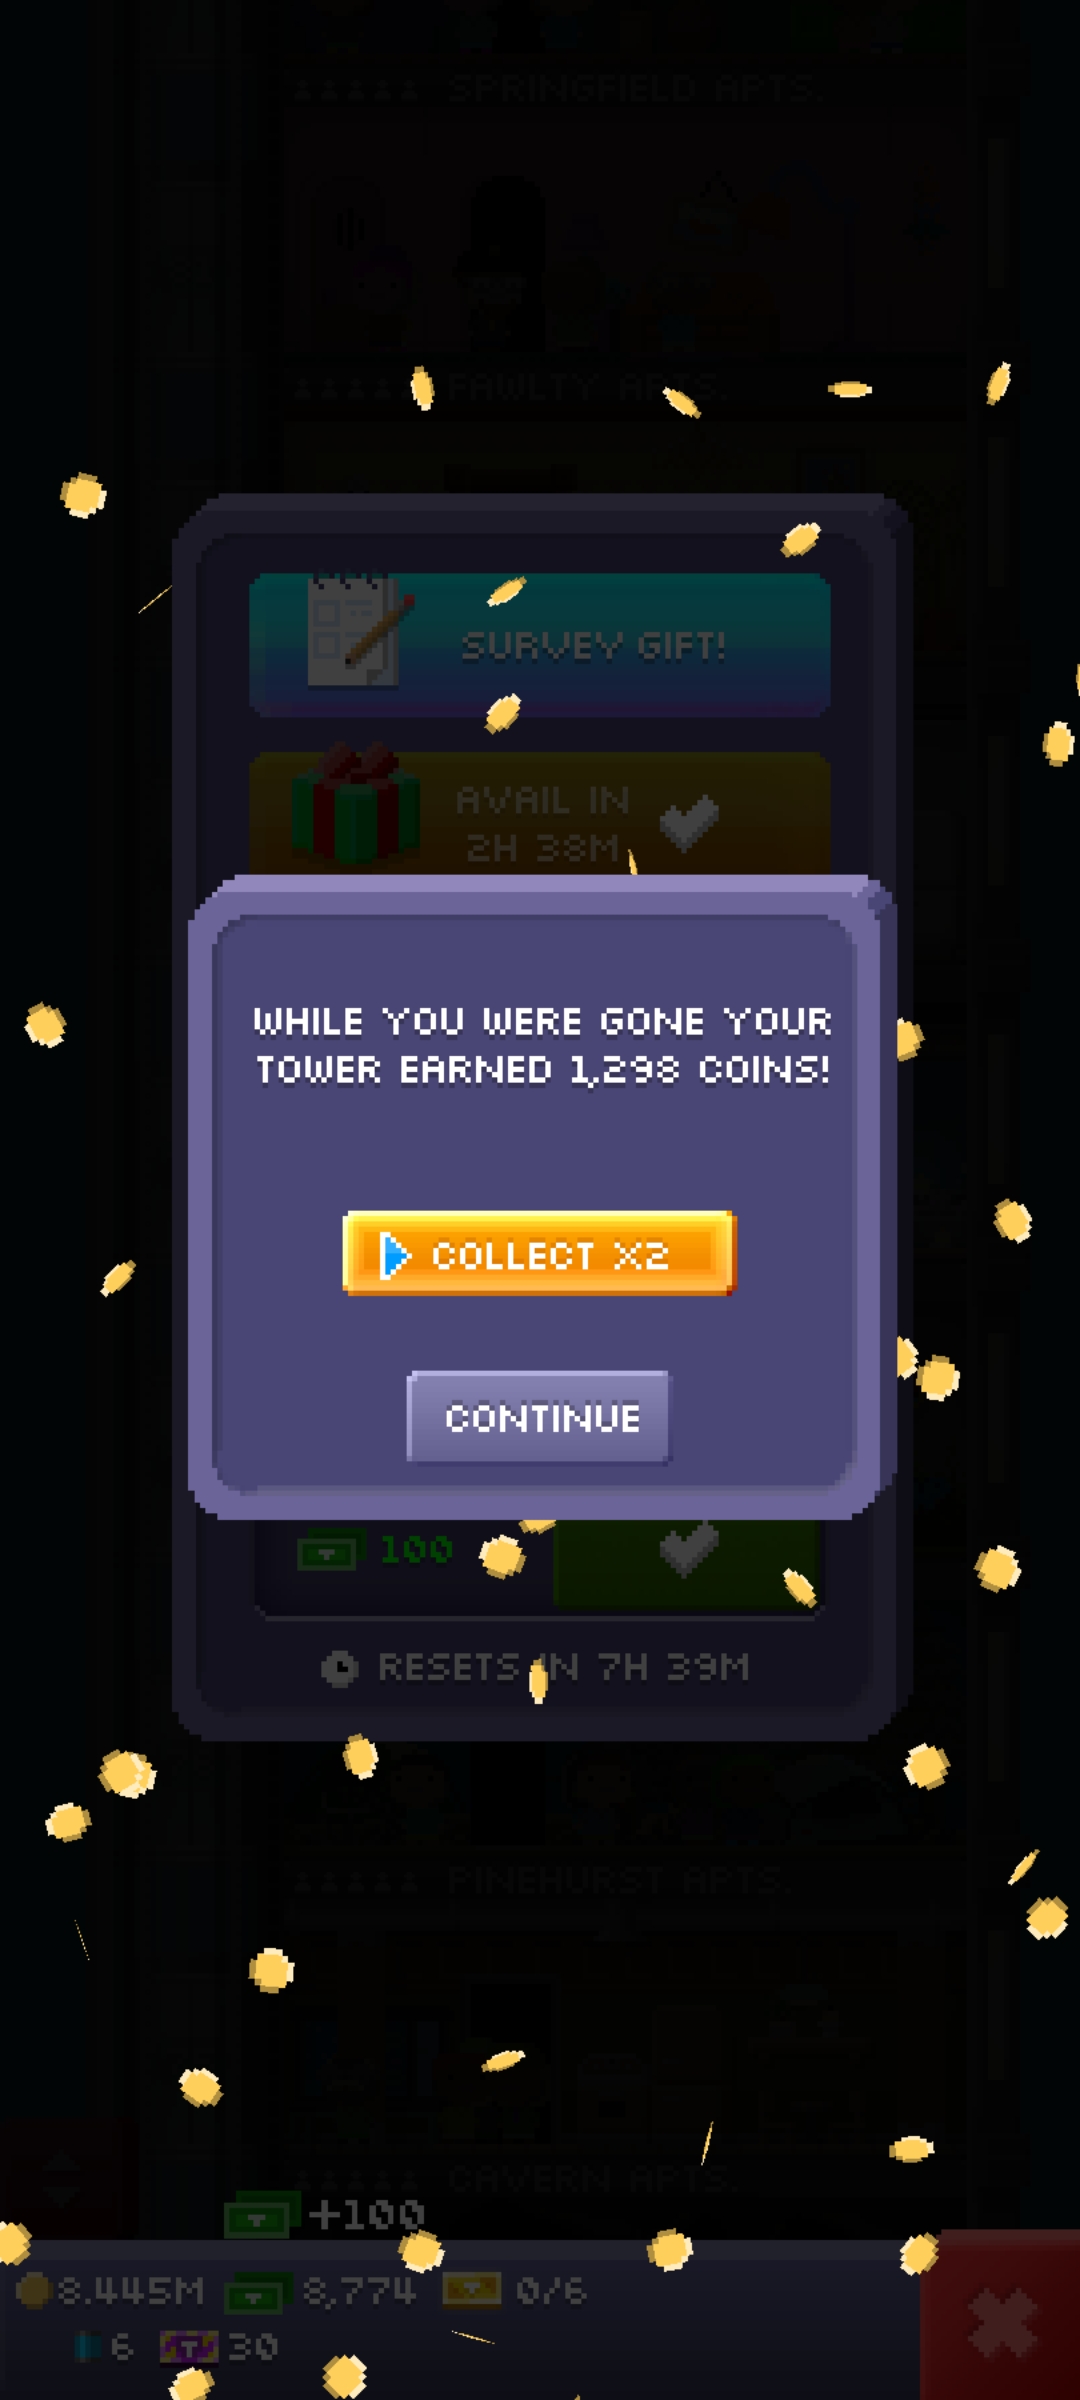 SPRINGFIELD APTS.
FAWLTY APTS.
SURVEY GIFT!
AVAIL IN
2H 38M
WHILE YOU WERE GONE YOUR
TOWER EARNED 1,298 COINS!
COLLECT X2
CONTINUE
100
RESETS IN 7H 39M
PINEHURST APTS.
CAVERN APTS.
+100
8.445M 8,774 0/6
6 30